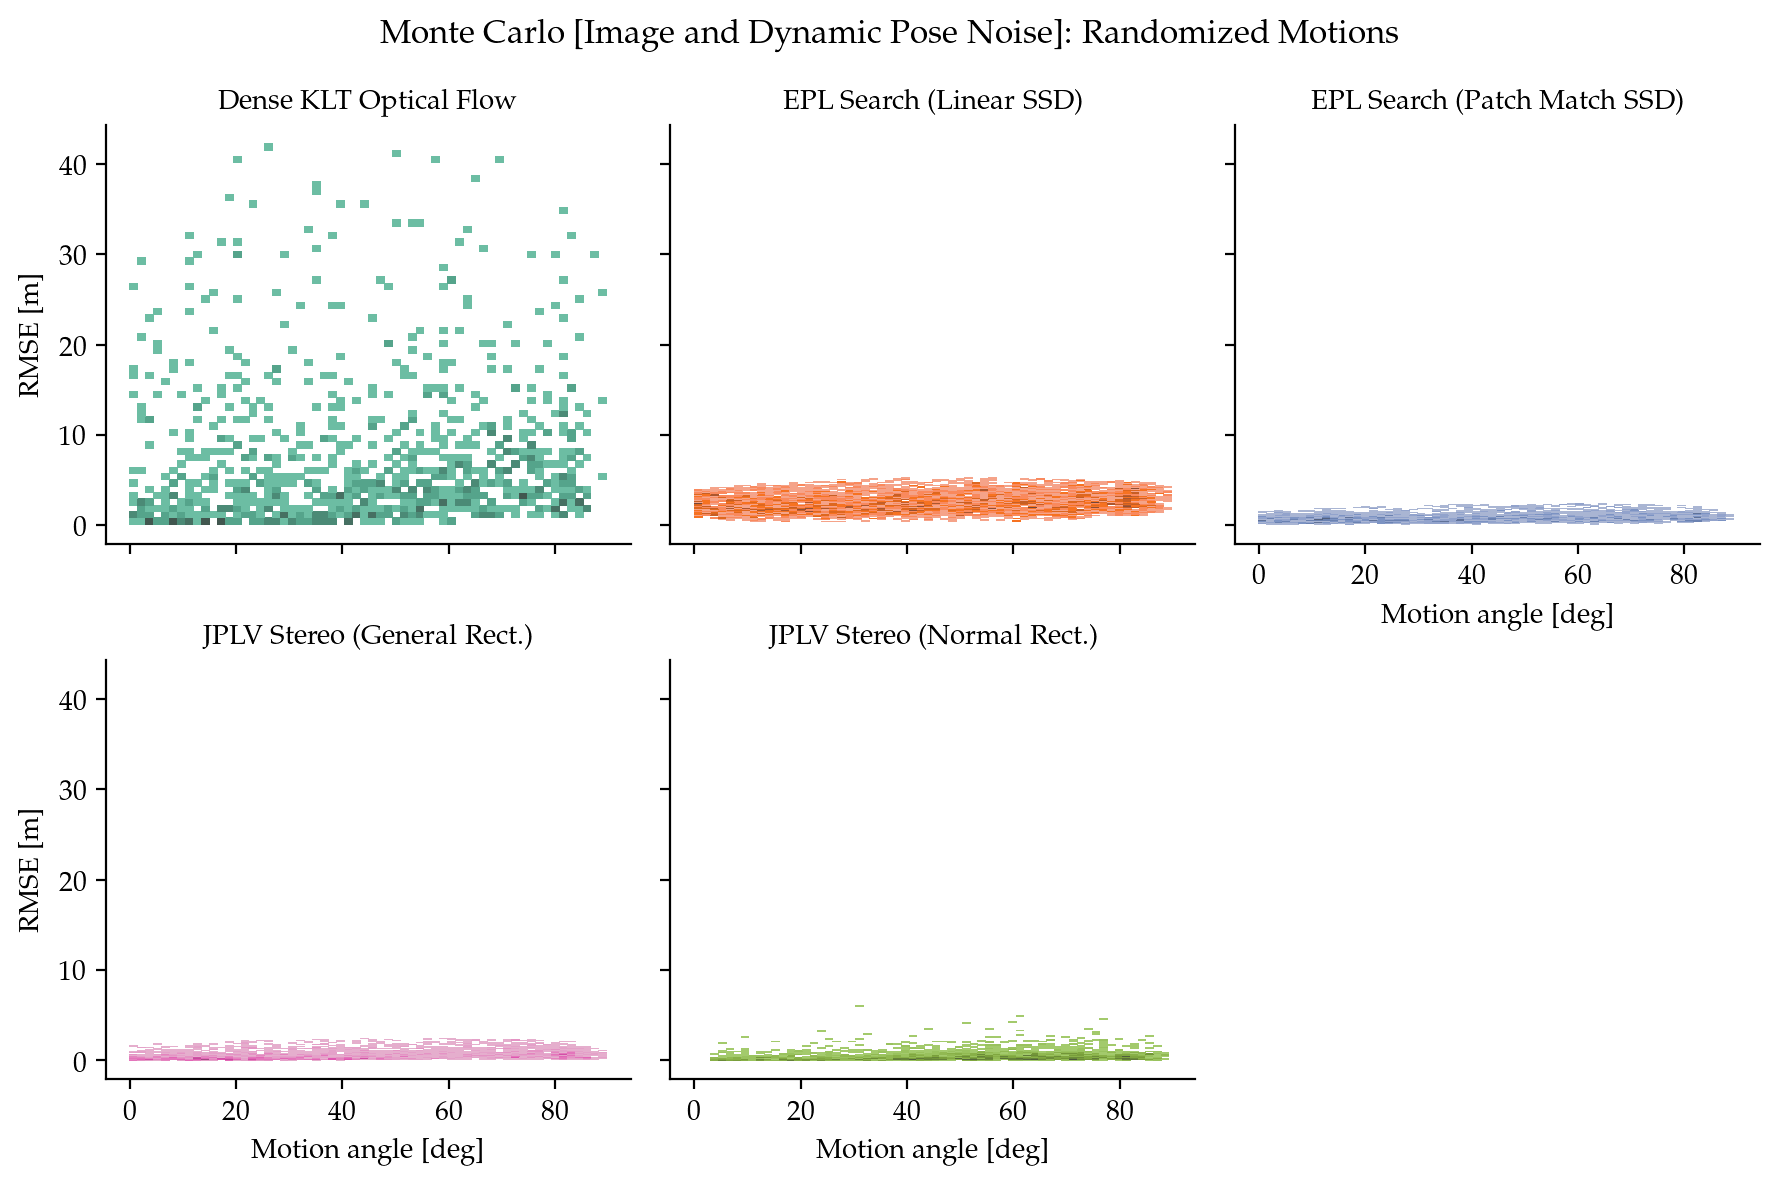 Monte Carlo [Image and Dynamic Pose Noise]: Randomized Motions
Dense KLT Optical Flow
EPL Search (Linear SSD)
EPL Search (Patch Match SSD)
RMSE [m]
40
30
20
10
0
0 20 40 60 80
Motion angle [deg]
JPLV Stereo (General Rect.)
JPLV Stereo (Normal Rect.)
RMSE [m]
40
30
20
10
0
0 20 40 60 80
Motion angle [deg]
0 20 40 60 80
Motion angle [deg]